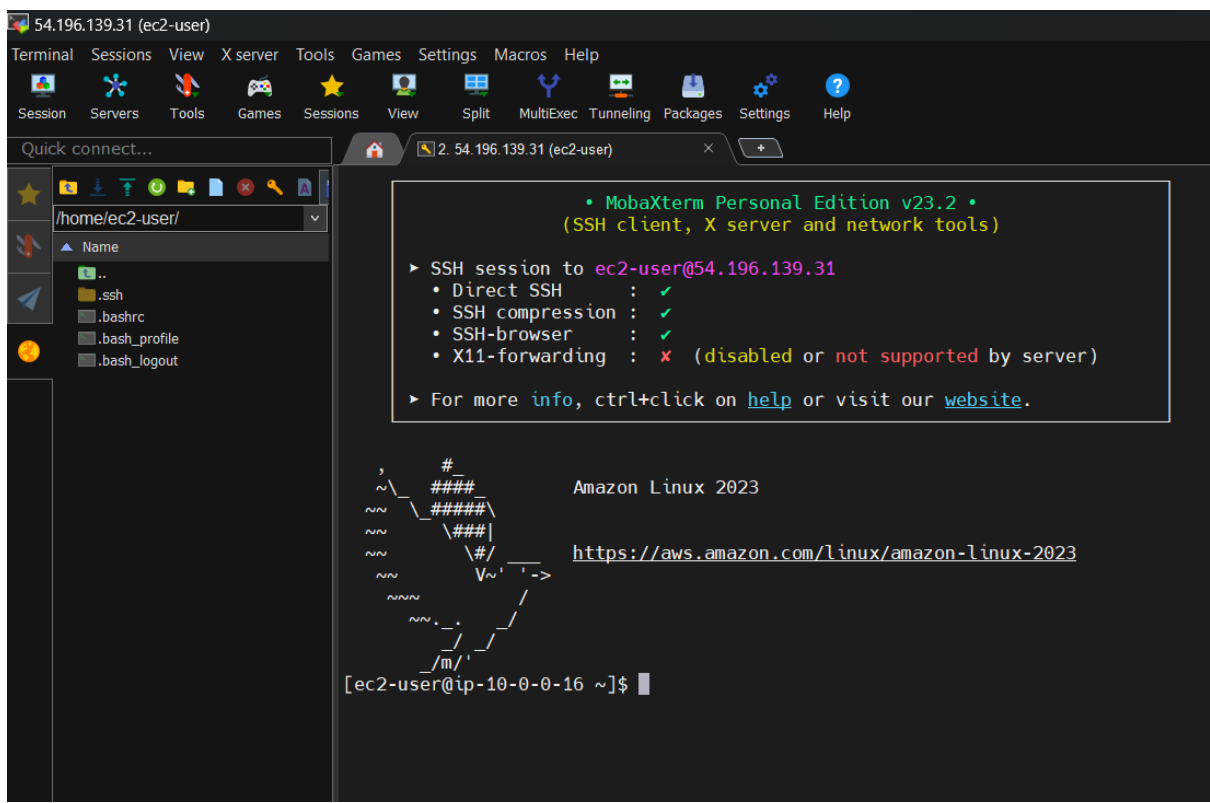 54.196.139.31 (ec2-user)
Terminal Sessions View X server Tools Games Settings Macros Help
Session Servers Tools Games Sessions View Split MultiExec Tunneling Packages Settings Help
Quick connect...
2. 54.196.139.31 (ec2-user)
/home/ec2-user/
Name
..
.ssh
.bashrc
.bash_profile
.bash_logout
• MobaXterm Personal Edition v23.2 •
(SSH client, X server and network tools)
➤ SSH session to ec2-user@54.196.139.31
• Direct SSH : ✔
• SSH compression : ✔
• SSH-browser : ✔
• X11-forwarding : ✘ (disabled or not supported by server)
➤ For more info, ctrl+click on help or visit our website.
   ,     #_
   ~\_  ####_        Amazon Linux 2023
  ~~  \_#####\
  ~~     \###|
  ~~       \#/ ___   https://aws.amazon.com/linux/amazon-linux-2023
   ~~       V~' '->
    ~~~         /
      ~~._.   _/
         _/ _/
       _/m/'
[ec2-user@ip-10-0-0-16 ~]$